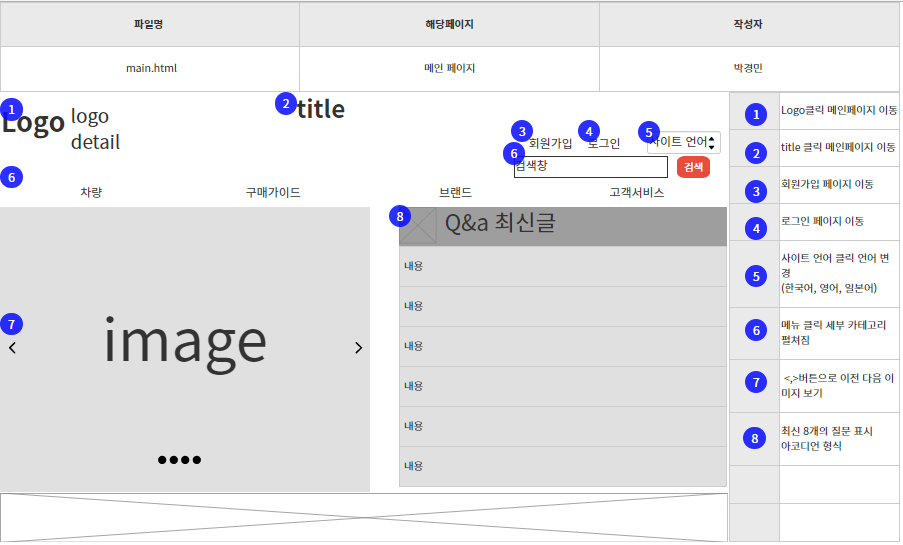 파일명
해당페이지
작성자
main.html
메인 페이지
박경민
1
Logo
logo
detail
2
title
3
회원가입
4
로그인
5
사이트 언어
6
검색창
검색
6
차량
구매가이드
브랜드
고객서비스
7
image
8
Q&a 최신글
내용
내용
내용
내용
내용
내용
1
Logo클릭 메인페이지 이동
2
title 클릭 메인페이지 이동
3
회원가입 페이지 이동
4
로그인 페이지 이동
5
사이트 언어 클릭 언어 변
경
(한국어, 영어, 일본어)
6
메뉴 클릭 세부 카테고리
펼쳐짐
7
<,>버튼으로 이전 다음 이
미지 보기
8
최신 8개의 질문 표시
아코디언 형식